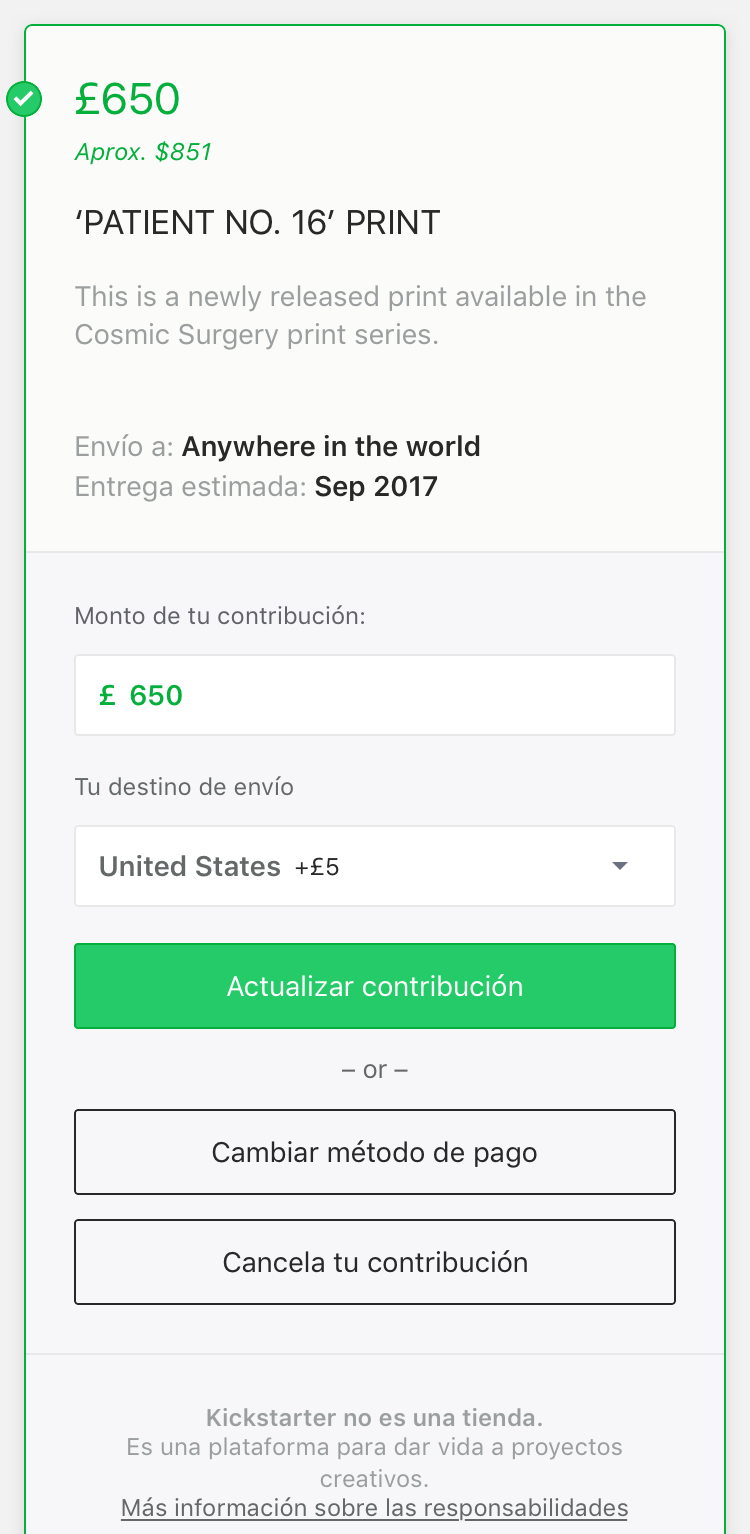 £650
Aprox. $851
‘PATIENT NO. 16’ PRINT
This is a newly released print available in the
Cosmic Surgery print series.
Envío a: Anywhere in the world
Entrega estimada: Sep 2017
Monto de tu contribución:
£ 650
Tu destino de envío
United States +£5
Actualizar contribución
– or –
Cambiar método de pago
Cancela tu contribución
Kickstarter no es una tienda.
Es una plataforma para dar vida a proyectos
creativos.
Más información sobre las responsabilidades